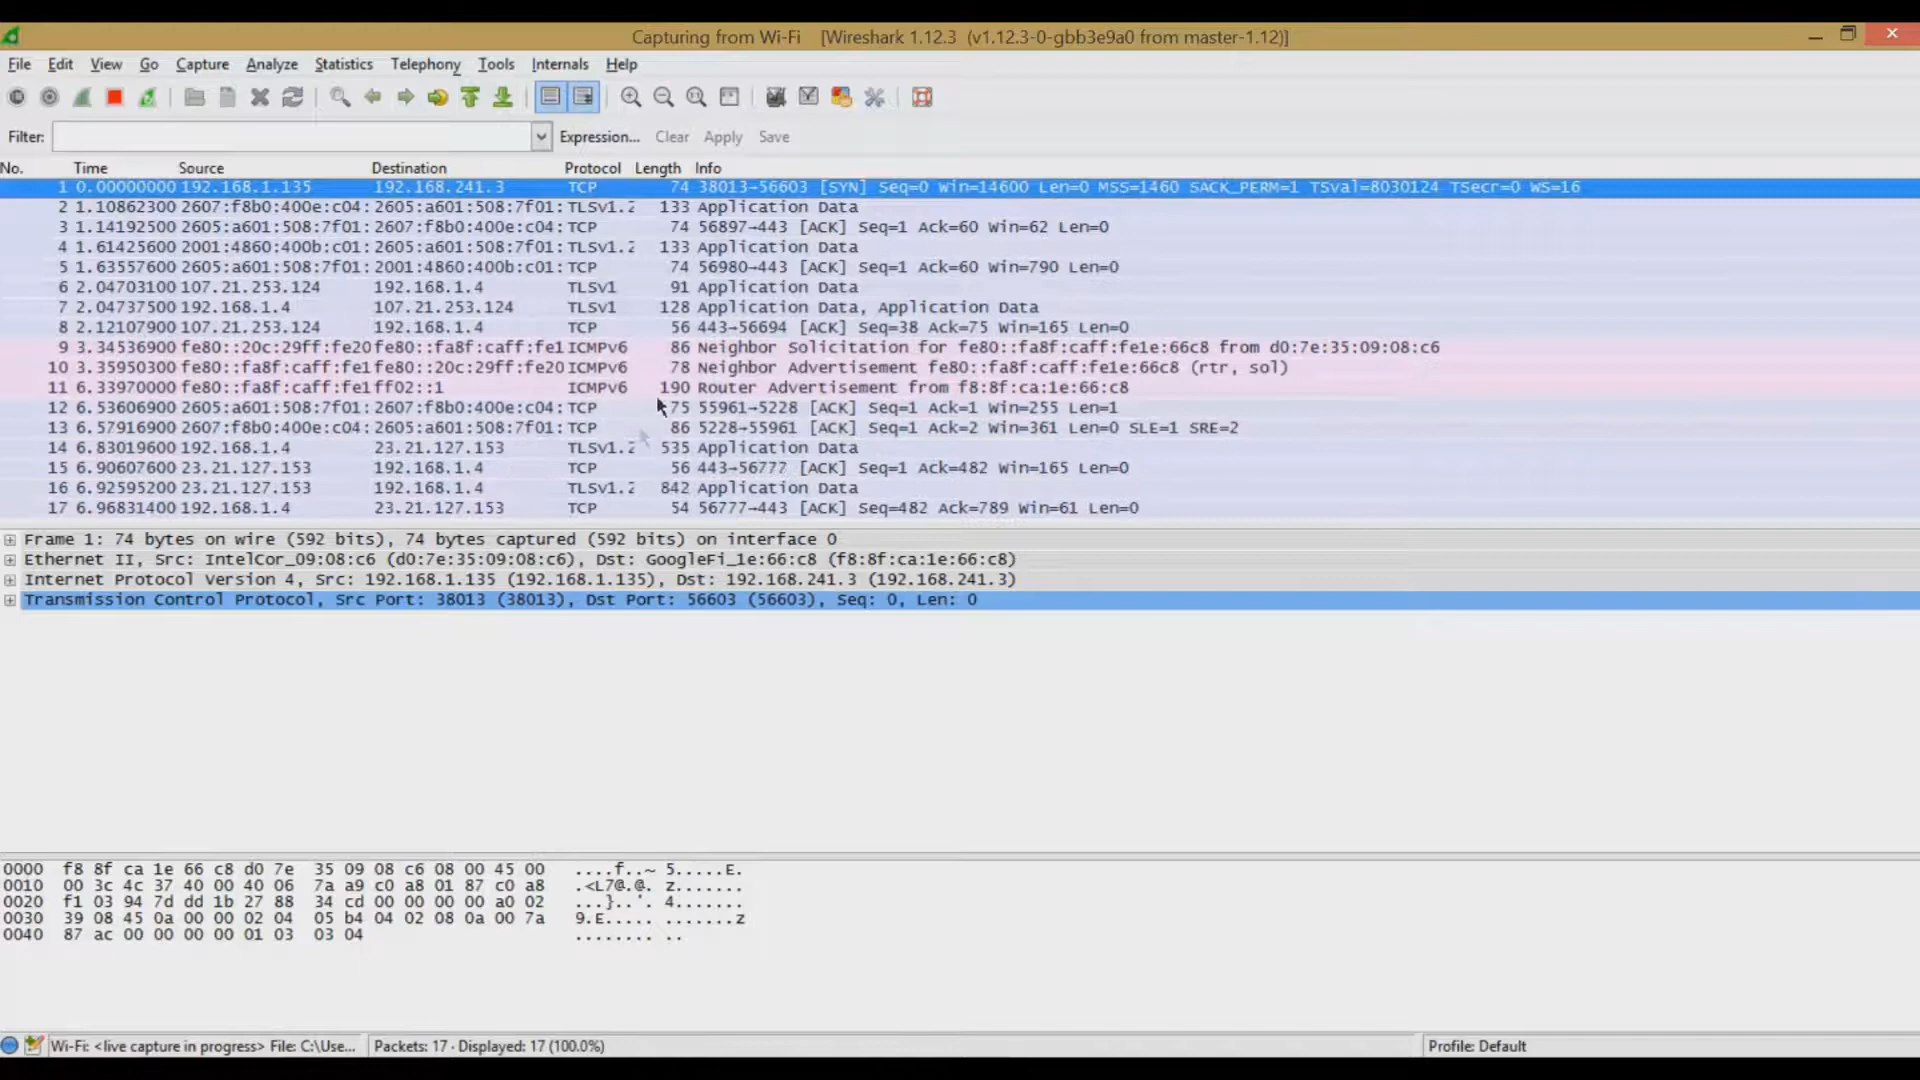 Capturing from Wi-Fi   [Wireshark 1.12.3  (v1.12.3-0-gbb3e9a0 from master-1.12)]
File Edit View Go Capture Analyze Statistics Telephony Tools Internals Help
Filter: Expression... Clear Apply Save
No. Time Source Destination Protocol Length Info
1 0.00000000 192.168.1.135 192.168.241.3 TCP 74 38013→56603 [SYN] Seq=0 Win=14600 Len=0 MSS=1460 SACK_PERM=1 TSval=8030124 TSecr=0 WS=16
2 1.10862300 2607:f8b0:400e:c04: 2605:a601:508:7f01: TLSv1.2 133 Application Data
3 1.14192500 2605:a601:508:7f01: 2607:f8b0:400e:c04: TCP 74 56897→443 [ACK] Seq=1 Ack=60 Win=62 Len=0
4 1.61425600 2001:4860:400b:c01: 2605:a601:508:7f01: TLSv1.2 133 Application Data
5 1.63557600 2605:a601:508:7f01: 2001:4860:400b:c01: TCP 74 56980→443 [ACK] Seq=1 Ack=60 Win=790 Len=0
6 2.04703100 107.21.253.124 192.168.1.4 TLSv1 91 Application Data
7 2.04737500 192.168.1.4 107.21.253.124 TLSv1 128 Application Data, Application Data
8 2.12107900 107.21.253.124 192.168.1.4 TCP 56 443→56694 [ACK] Seq=38 Ack=75 Win=165 Len=0
9 3.34536900 fe80::20c:29ff:fe20 fe80::fa8f:caff:fe1 ICMPv6 86 Neighbor Solicitation for fe80::fa8f:caff:fe1e:66c8 from d0:7e:35:09:08:c6
10 3.35950300 fe80::fa8f:caff:fe1 fe80::20c:29ff:fe20 ICMPv6 78 Neighbor Advertisement fe80::fa8f:caff:fe1e:66c8 (rtr, sol)
11 6.33970000 fe80::fa8f:caff:fe1 ff02::1 ICMPv6 190 Router Advertisement from f8:8f:ca:1e:66:c8
12 6.53606900 2605:a601:508:7f01: 2607:f8b0:400e:c04: TCP 75 55961→5228 [ACK] Seq=1 Ack=1 Win=255 Len=1
13 6.57916900 2607:f8b0:400e:c04: 2605:a601:508:7f01: TCP 86 5228→55961 [ACK] Seq=1 Ack=2 Win=361 Len=0 SLE=1 SRE=2
14 6.83019600 192.168.1.4 23.21.127.153 TLSv1.2 535 Application Data
15 6.90607600 23.21.127.153 192.168.1.4 TCP 56 443→56777 [ACK] Seq=1 Ack=482 Win=165 Len=0
16 6.92595200 23.21.127.153 192.168.1.4 TLSv1.2 842 Application Data
17 6.96831400 192.168.1.4 23.21.127.153 TCP 54 56777→443 [ACK] Seq=482 Ack=789 Win=61 Len=0
Frame 1: 74 bytes on wire (592 bits), 74 bytes captured (592 bits) on interface 0
Ethernet II, Src: IntelCor_09:08:c6 (d0:7e:35:09:08:c6), Dst: GoogleFi_1e:66:c8 (f8:8f:ca:1e:66:c8)
Internet Protocol Version 4, Src: 192.168.1.135 (192.168.1.135), Dst: 192.168.241.3 (192.168.241.3)
Transmission Control Protocol, Src Port: 38013 (38013), Dst Port: 56603 (56603), Seq: 0, Len: 0
0000 f8 8f ca 1e 66 c8 d0 7e 35 09 08 c6 08 00 45 00 ....f..~ 5.....E.
0010 00 3c 4c 37 40 00 40 06 7a a9 c0 a8 01 87 c0 a8 .<L7@.@. z.......
0020 f1 03 94 7d dd 1b 27 88 34 cd 00 00 00 00 a0 02 ...}..'. 4.......
0030 39 08 45 0a 00 00 02 04 05 b4 04 02 08 0a 00 7a 9.E..... .......z
0040 87 ac 00 00 00 00 01 03 03 04 ........ ..
Wi-Fi: <live capture in progress> File: C:\Use... Packets: 17 · Displayed: 17 (100.0%) Profile: Default